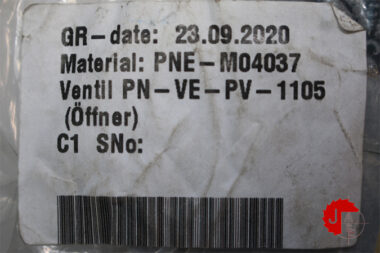 GR-date: 23.09.2020
Material: PNE-M04037
Ventil PN-VE-PV-1105
(Öffner)
C1 SNo: